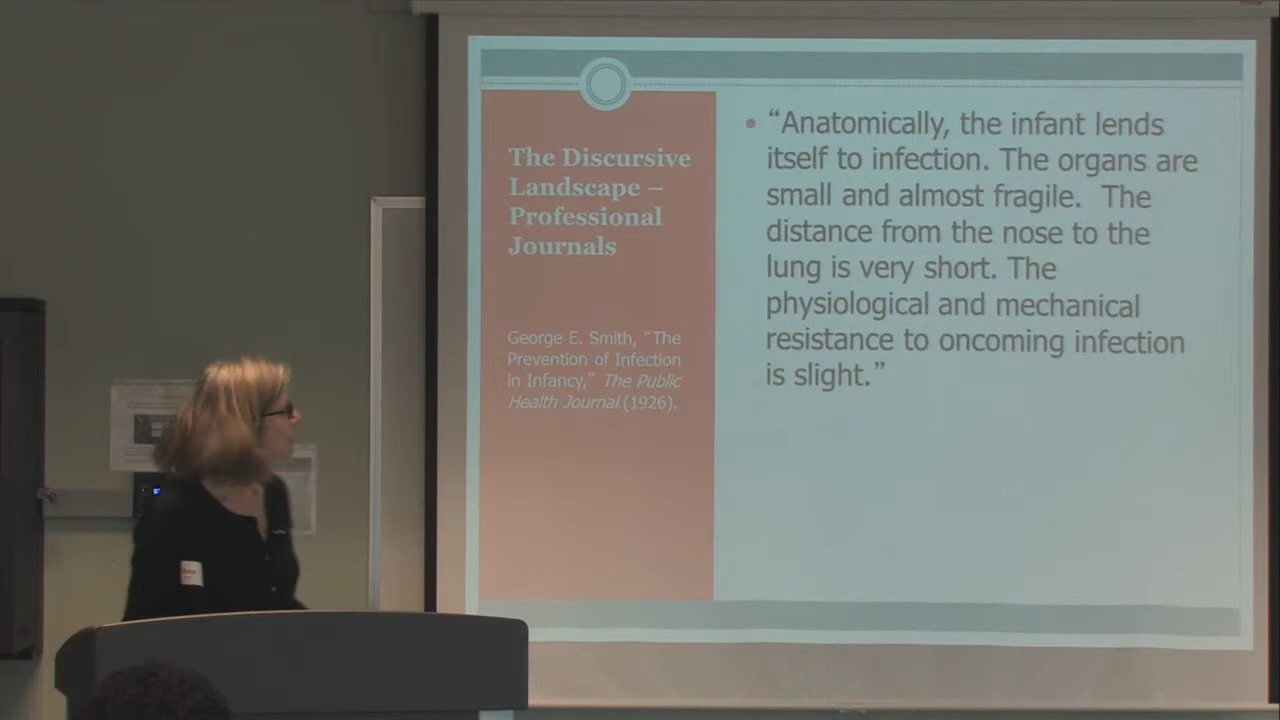 The Discursive
Landscape –
Professional
Journals
George E. Smith, "The
Prevention of Infection
in Infancy," The Public
Health Journal (1926).
• “Anatomically, the infant lends
itself to infection. The organs are
small and almost fragile.  The
distance from the nose to the
lung is very short. The
physiological and mechanical
resistance to oncoming infection
is slight.”